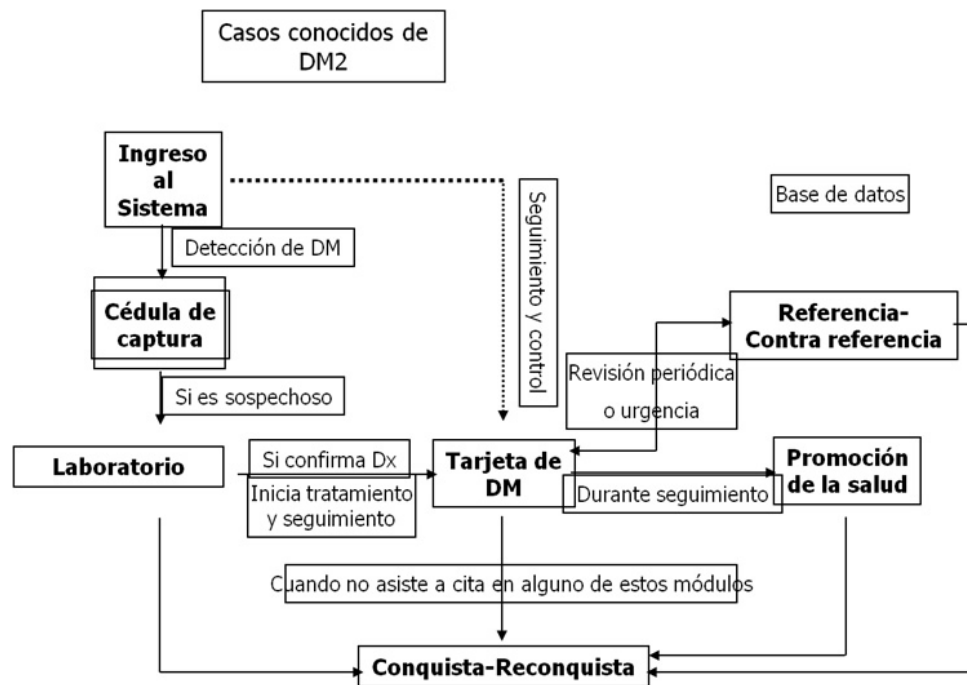 Casos conocidos de
DM2
Ingreso
al
Sistema
Detección de DM
Seguimiento y control
Base de datos
Cédula de
captura
Referencia-
Contra referencia
Si es sospechoso
Revisión periódica
o urgencia
Laboratorio
Si confirma Dx
Inicia tratamiento
y seguimiento
Tarjeta de
DM
Durante seguimiento
Promoción
de la salud
Cuando no asiste a cita en alguno de estos módulos
Conquista-Reconquista